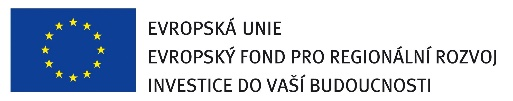 EVROPSKÁ UNIE
EVROPSKÝ FOND PRO REGIONÁLNÍ ROZVOJ
INVESTICE DO VAŠÍ BUDOUCNOSTI